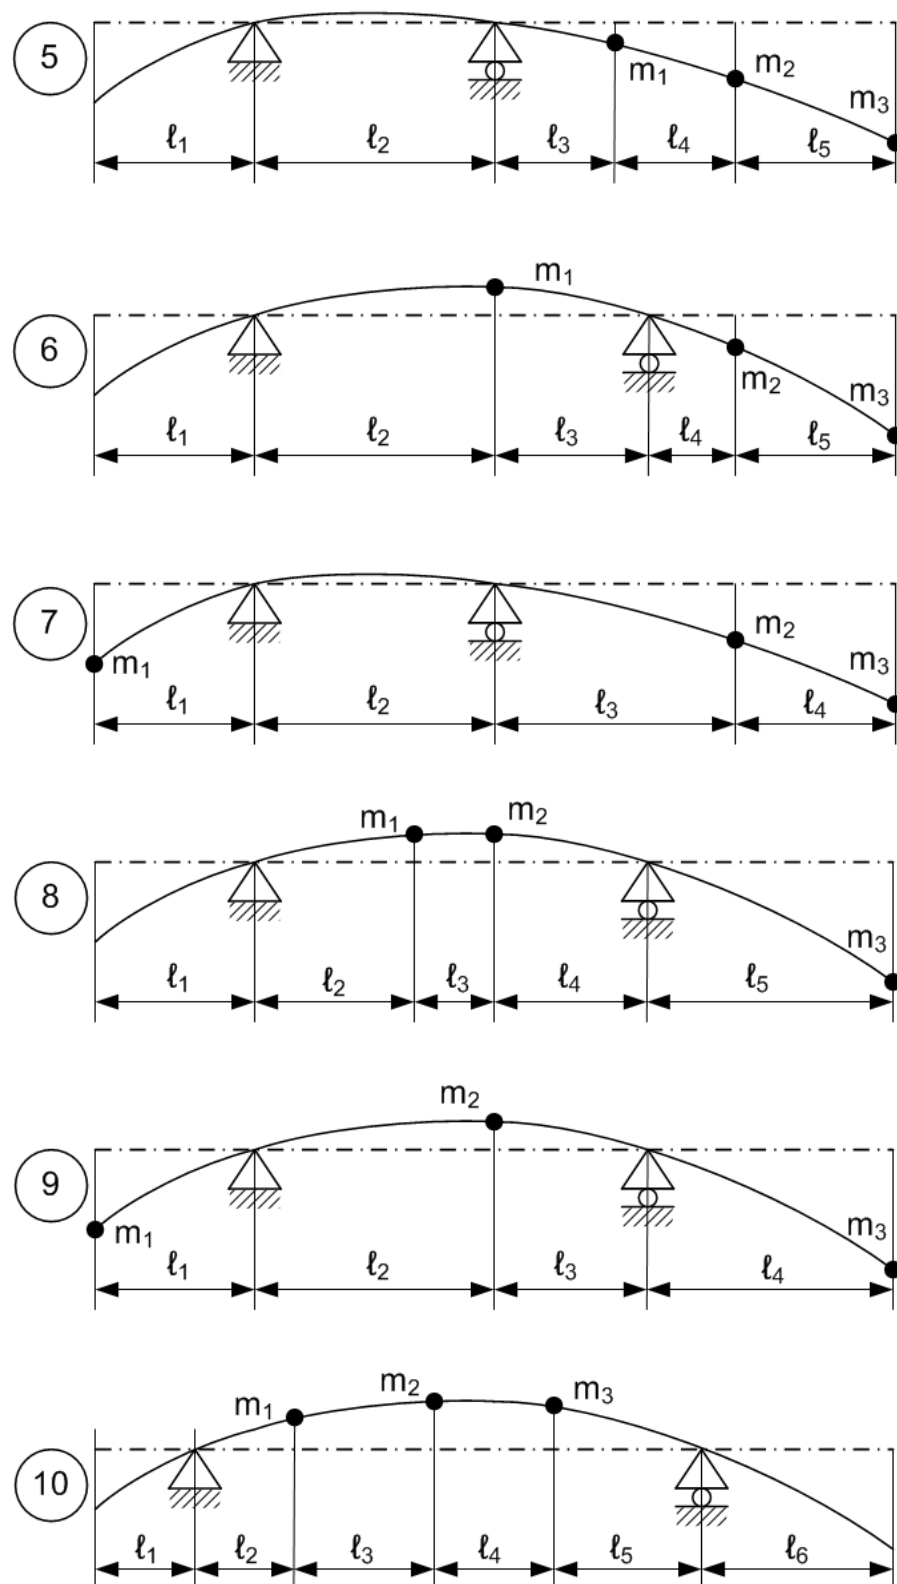 5
m₁
m₂
m₃
ℓ₁ ℓ₂ ℓ₃ ℓ₄ ℓ₅
6
m₁
m₂
m₃
ℓ₁ ℓ₂ ℓ₃ ℓ₄ ℓ₅
7
m₁
m₂
m₃
ℓ₁ ℓ₂ ℓ₃ ℓ₄
8
m₁ m₂
m₃
ℓ₁ ℓ₂ ℓ₃ ℓ₄ ℓ₅
9
m₂
m₁
m₃
ℓ₁ ℓ₂ ℓ₃ ℓ₄
10
m₁ m₂ m₃
ℓ₁ ℓ₂ ℓ₃ ℓ₄ ℓ₅ ℓ₆